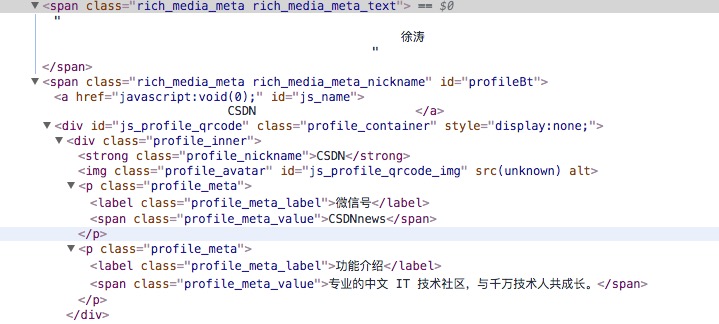 <span class="rich_media_meta rich_media_meta_text"> == $0
"
徐涛
"
</span>
<span class="rich_media_meta rich_media_meta_nickname" id="profileBt">
<a href="javascript:void(0);" id="js_name">
CSDN </a>
<div id="js_profile_qrcode" class="profile_container" style="display:none;">
<div class="profile_inner">
<strong class="profile_nickname">CSDN</strong>
<img class="profile_avatar" id="js_profile_qrcode_img" src(unknown) alt>
<p class="profile_meta">
<label class="profile_meta_label">微信号</label>
<span class="profile_meta_value">CSDNnews</span>
</p>
<p class="profile_meta">
<label class="profile_meta_label">功能介绍</label>
<span class="profile_meta_value">专业的中文 IT 技术社区，与千万技术人共成长。</span>
</p>
</div>